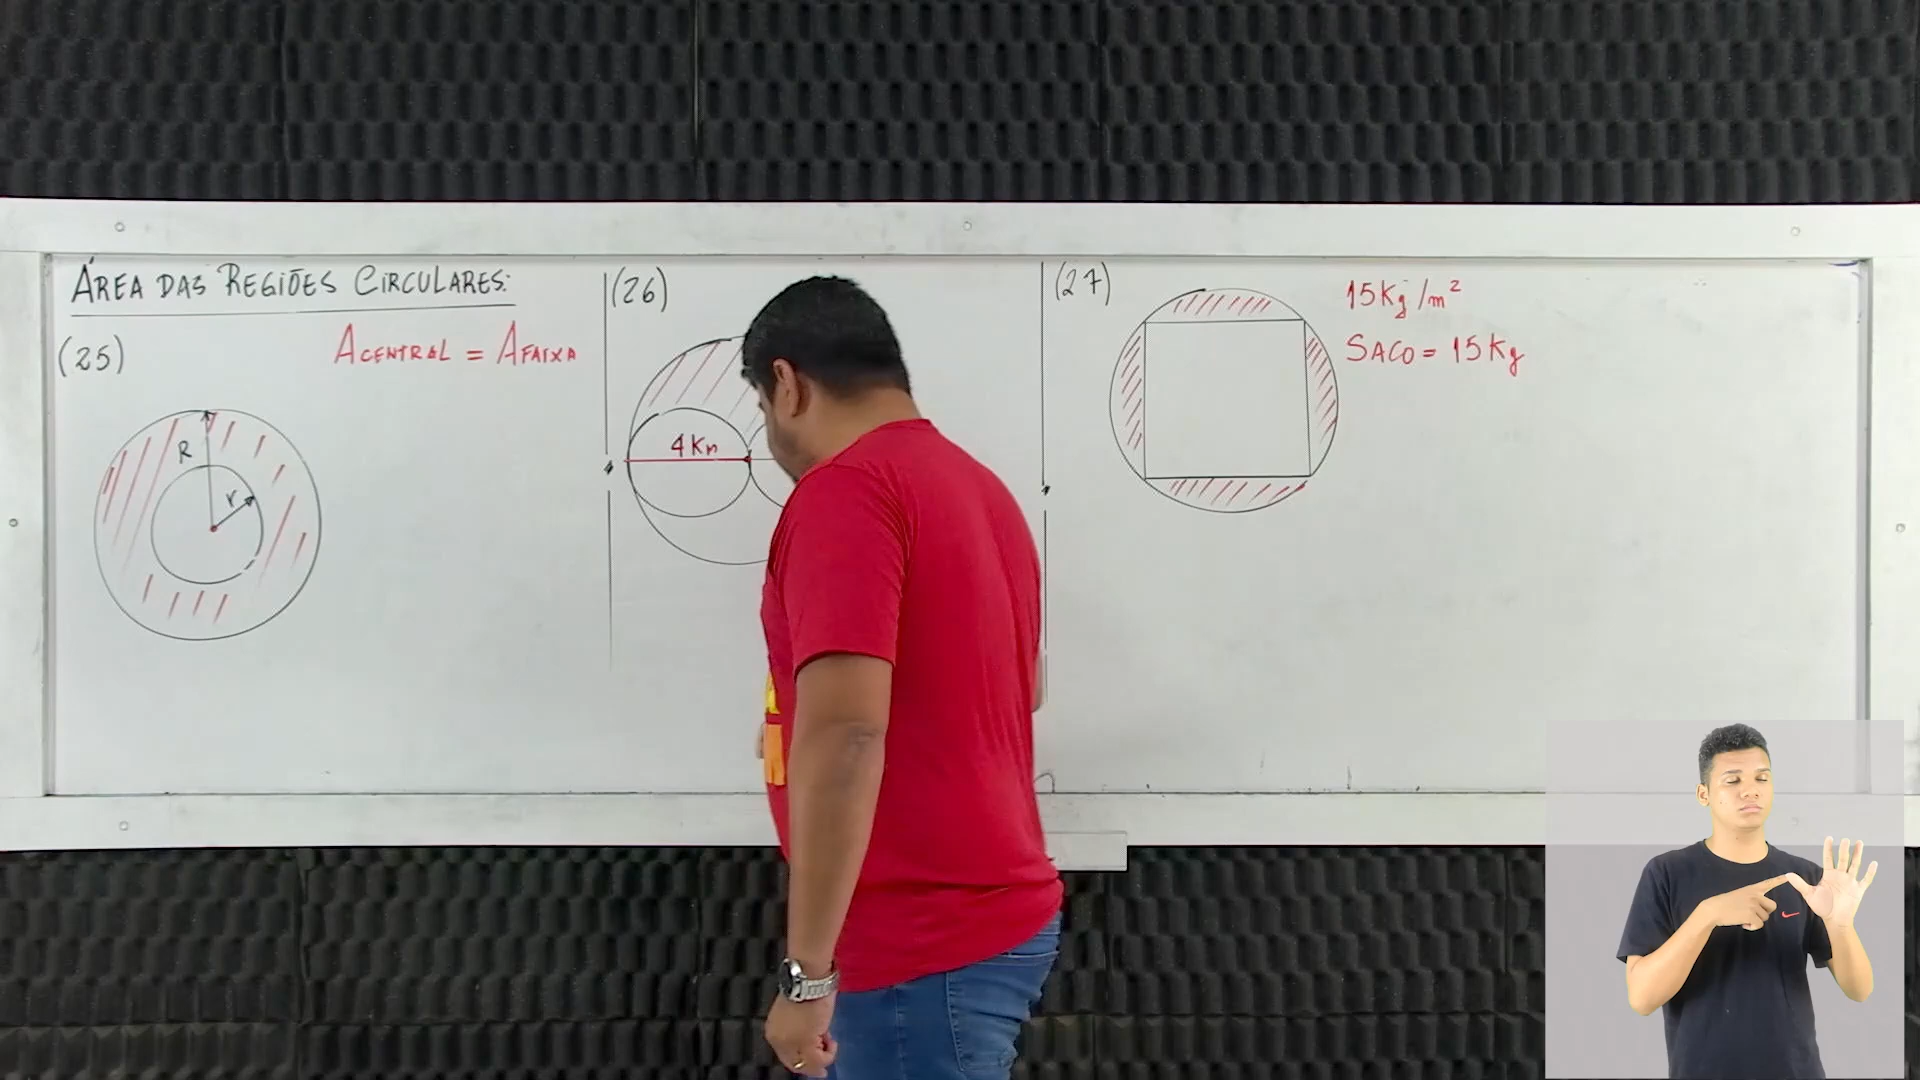 ÁREA DAS REGIÕES CIRCULARES:
(25)
ACENTRAL = AFAIXA
R
r
(26)
4Km
(27)
15Kg/m²
SACO = 15Kg